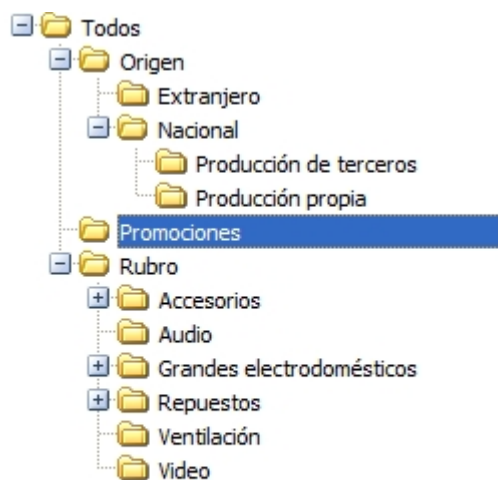 Todos
Origen
Extranjero
Nacional
Producción de terceros
Producción propia
Promociones
Rubro
Accesorios
Audio
Grandes electrodomésticos
Repuestos
Ventilación
Video